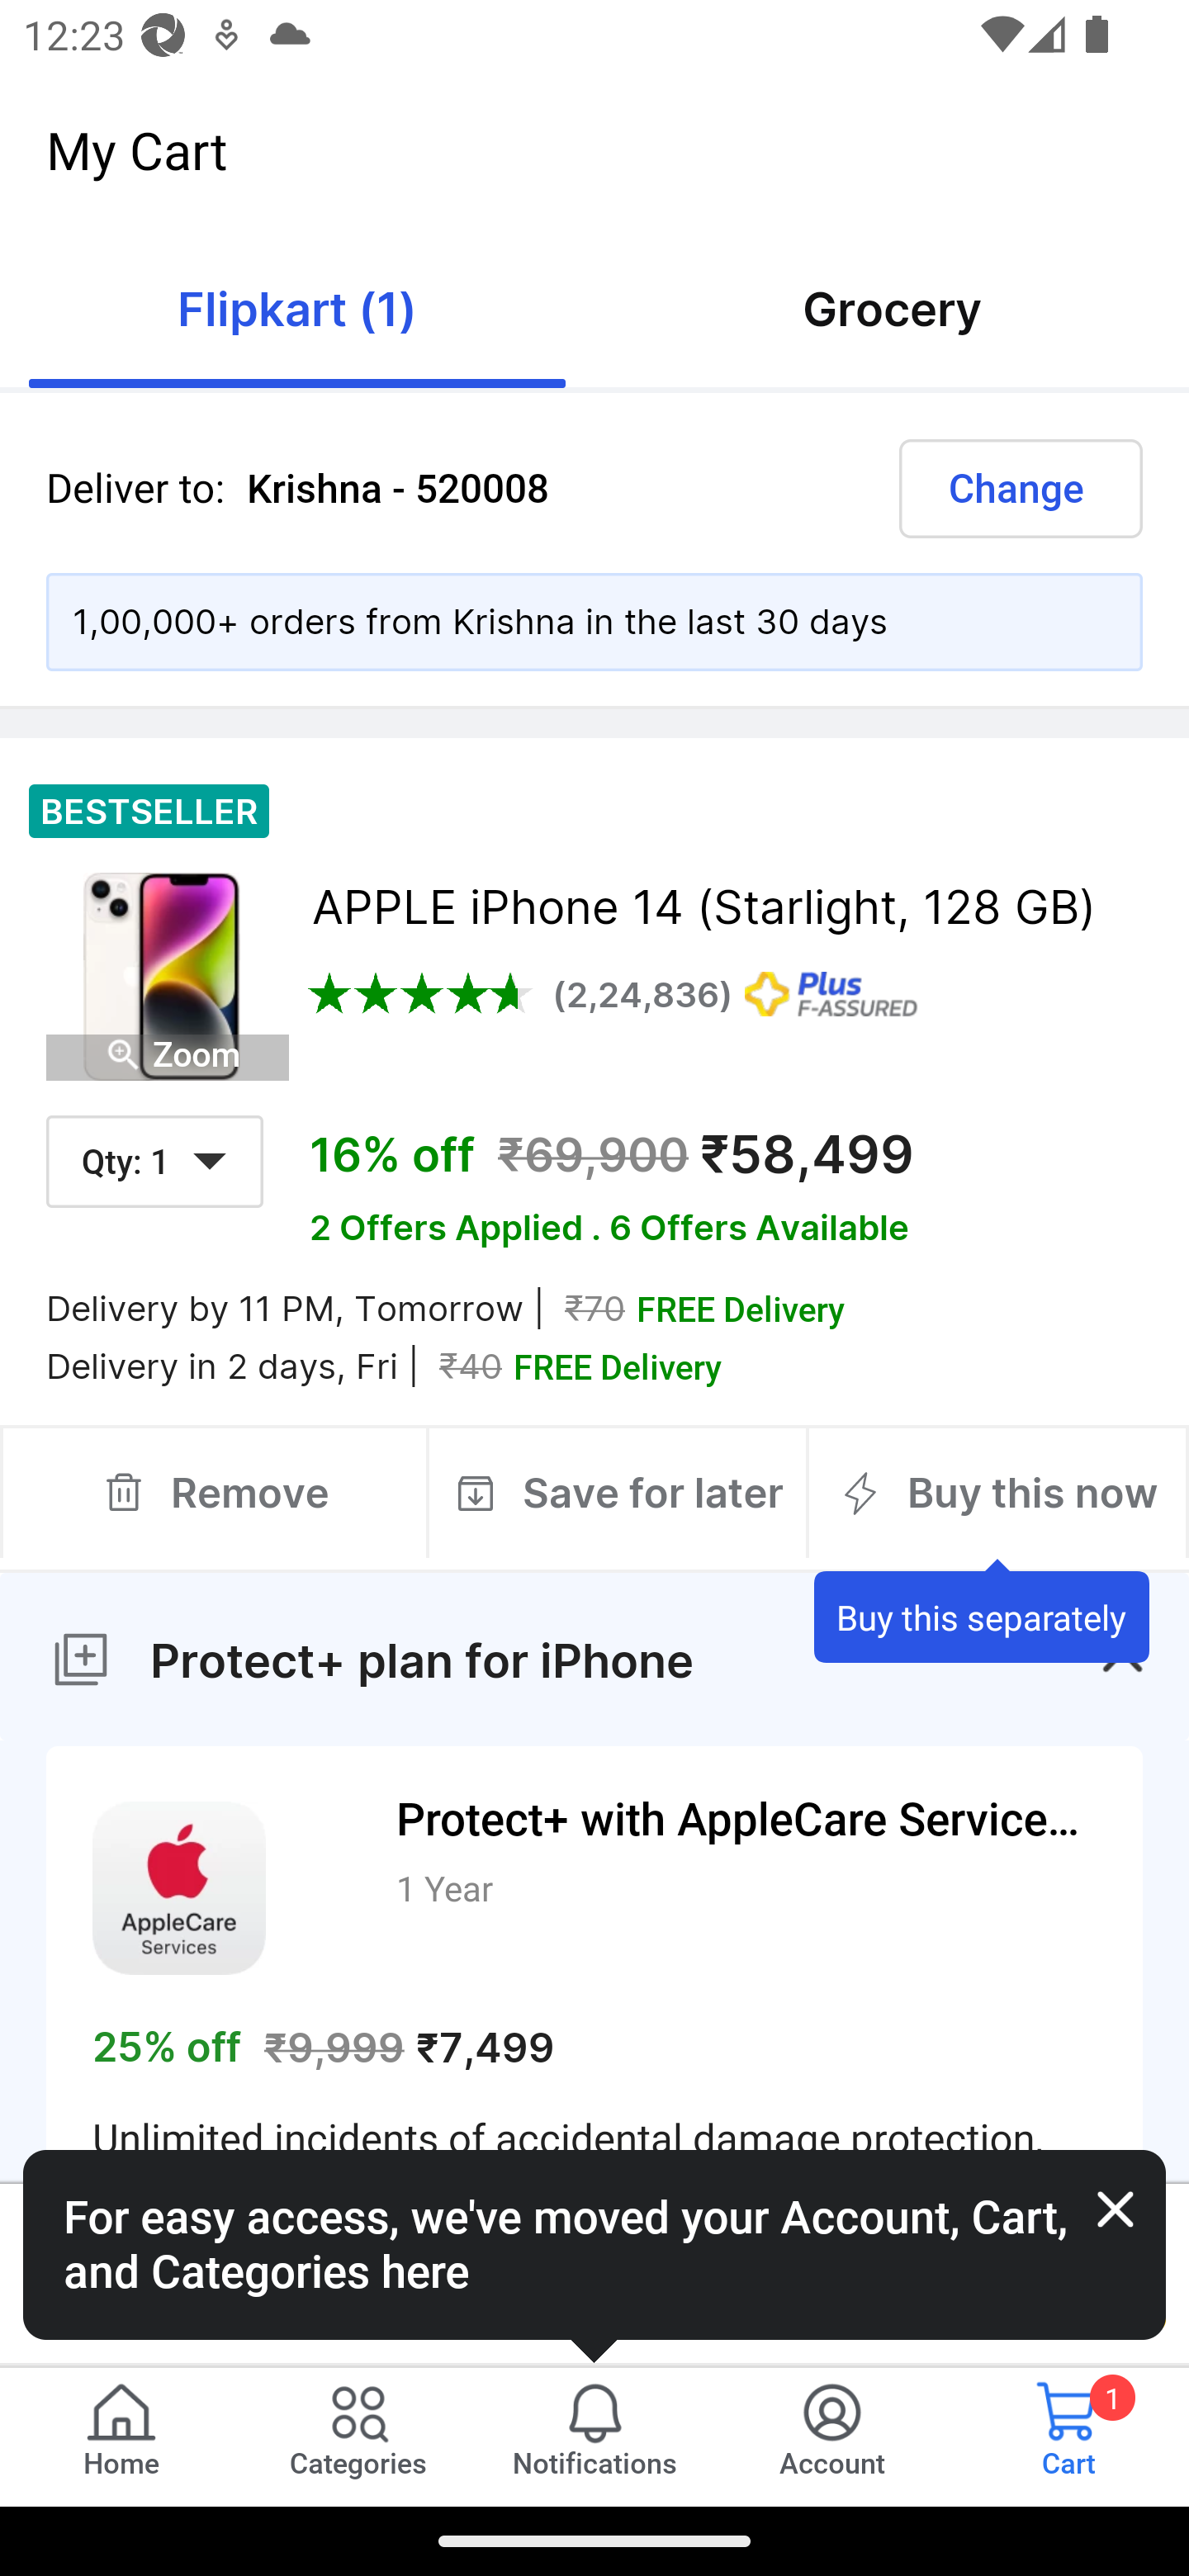 12:23
My Cart
Flipkart (1)
Grocery
Deliver to: Krishna - 520008
Change
1,00,000+ orders from Krishna in the last 30 days
BESTSELLER
APPLE iPhone 14 (Starlight, 128 GB)
(2,24,836) Plus F-ASSURED
Zoom
Qty: 1
16% off ₹69,900 ₹58,499
2 Offers Applied . 6 Offers Available
Delivery by 11 PM, Tomorrow | ₹70 FREE Delivery
Delivery in 2 days, Fri | ₹40 FREE Delivery
Remove
Save for later
Buy this now
Buy this separately
Protect+ plan for iPhone
Protect+ with AppleCare Service...
1 Year
AppleCare
Services
25% off ₹9,999 ₹7,499
Unlimited incidents of accidental damage protection.
For easy access, we've moved your Account, Cart,
and Categories here
1
Home
Categories
Notifications
Account
Cart